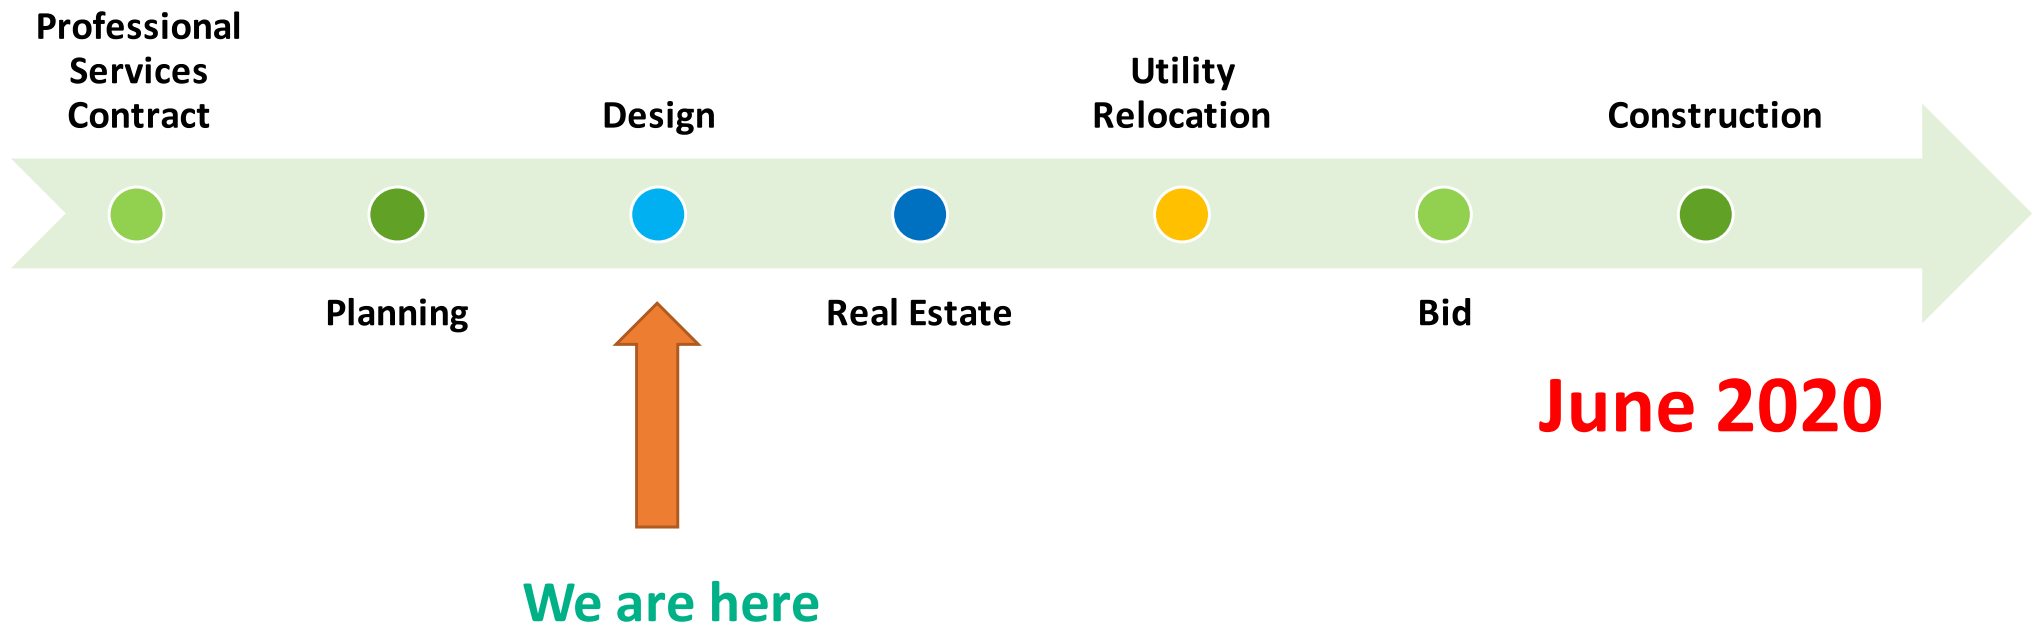 Professional
Services
Contract
Design
Utility
Relocation
Construction
Planning
Real Estate
Bid
June 2020
We are here